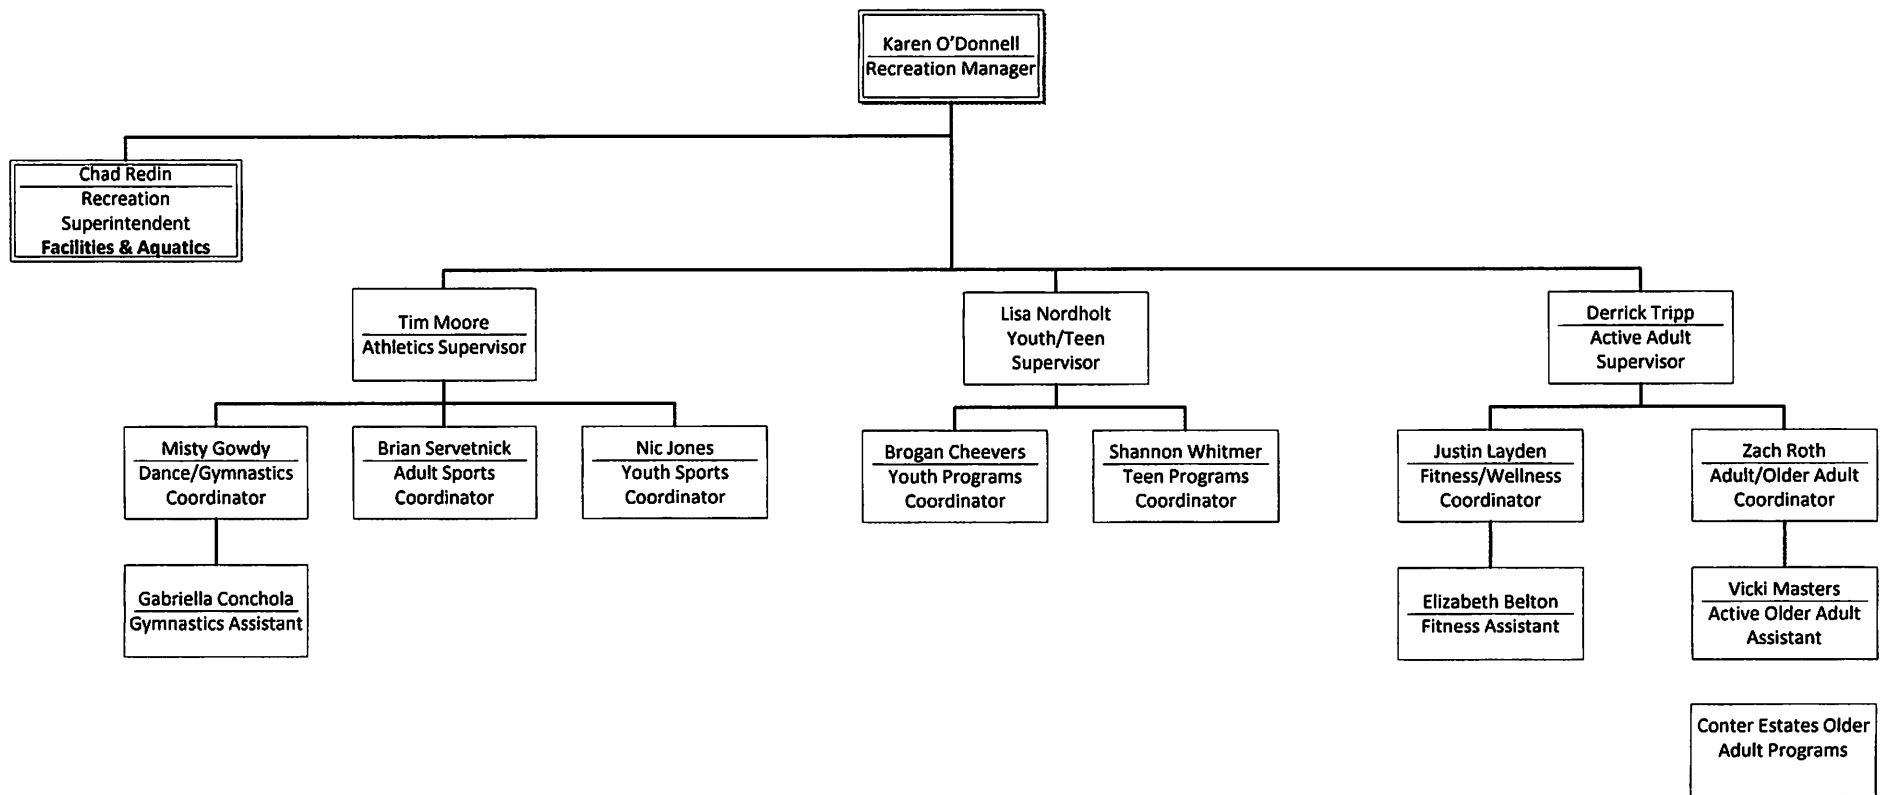 Karen O'Donnell
Recreation Manager
Chad Redin
Recreation
Superintendent
Facilities & Aquatics
Tim Moore
Athletics Supervisor
Lisa Nordholt
Youth/Teen
Supervisor
Derrick Tripp
Active Adult
Supervisor
Misty Gowdy
Dance/Gymnastics
Coordinator
Brian Servetnick
Adult Sports
Coordinator
Nic Jones
Youth Sports
Coordinator
Brogan Cheevers
Youth Programs
Coordinator
Shannon Whitmer
Teen Programs
Coordinator
Justin Layden
Fitness/Wellness
Coordinator
Zach Roth
Adult/Older Adult
Coordinator
Gabriella Conchola
Gymnastics Assistant
Elizabeth Belton
Fitness Assistant
Vicki Masters
Active Older Adult
Assistant
Conter Estates Older
Adult Programs